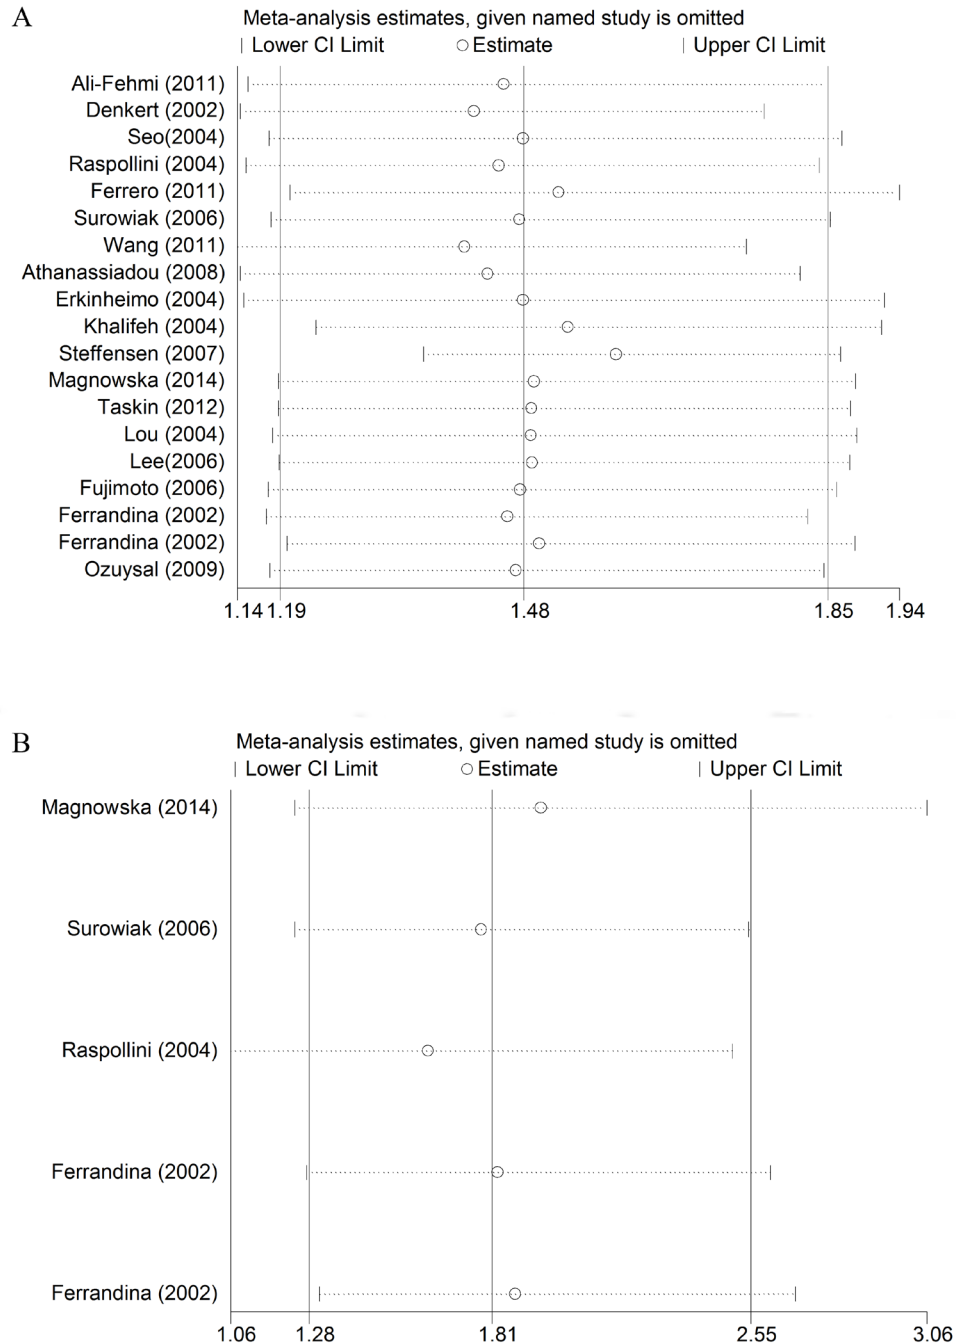 A
Meta-analysis estimates, given named study is omitted
| Lower CI Limit ○ Estimate | Upper CI Limit
Ali-Fehmi (2011)
Denkert (2002)
Seo(2004)
Raspollini (2004)
Ferrero (2011)
Surowiak (2006)
Wang (2011)
Athanassiadou (2008)
Erkinheimo (2004)
Khalifeh (2004)
Steffensen (2007)
Magnowska (2014)
Taskin (2012)
Lou (2004)
Lee(2006)
Fujimoto (2006)
Ferrandina (2002)
Ferrandina (2002)
Ozuysal (2009)
1.14 1.19 1.48 1.85 1.94
B
Meta-analysis estimates, given named study is omitted
| Lower CI Limit ○ Estimate | Upper CI Limit
Magnowska (2014)
Surowiak (2006)
Raspollini (2004)
Ferrandina (2002)
Ferrandina (2002)
1.06 1.28 1.81 2.55 3.06